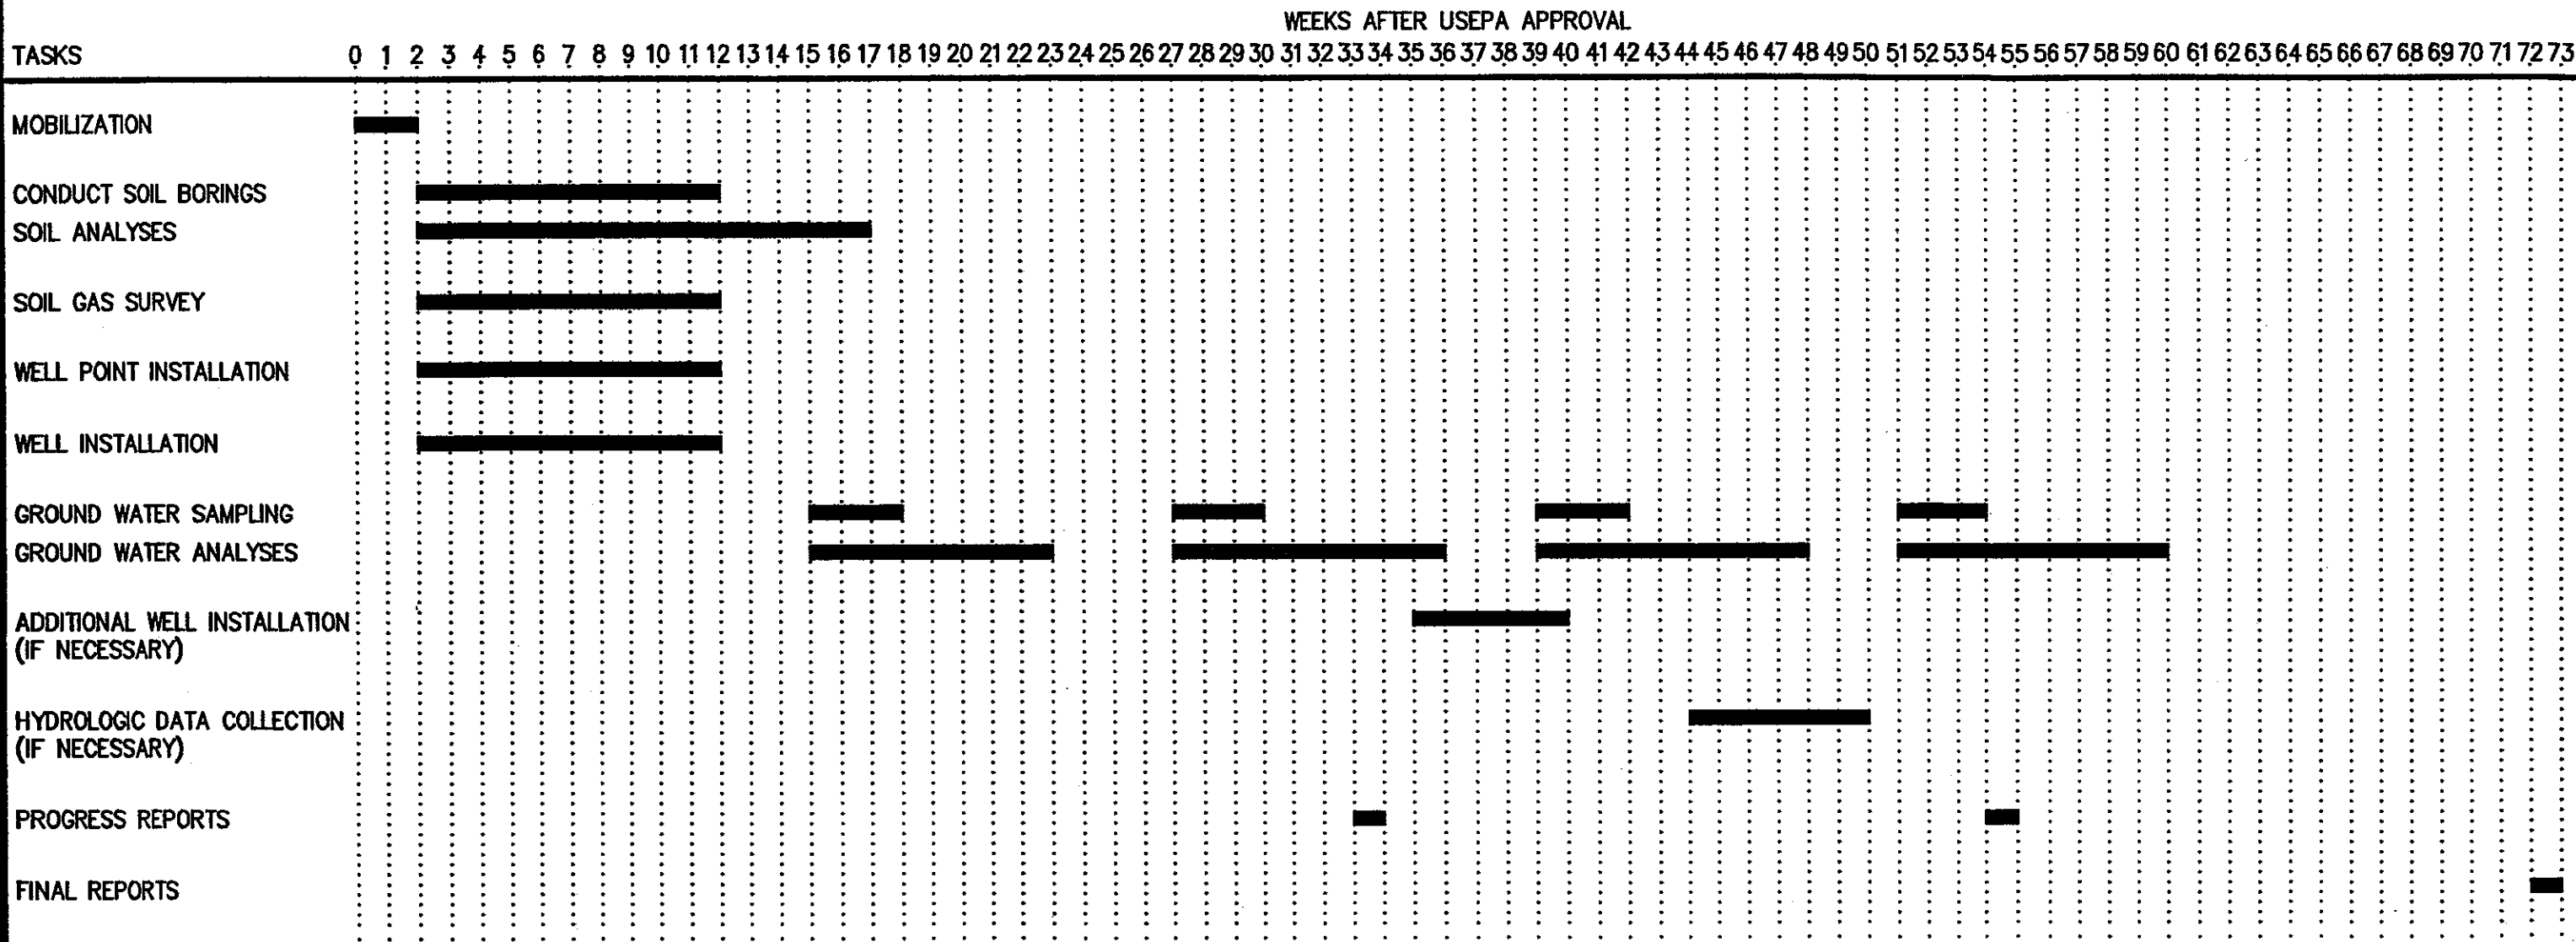 WEEKS AFTER USEPA APPROVAL
TASKS 0 1 2 3 4 5 6 7 8 9 10 11 12 13 14 15 16 17 18 19 20 21 22 23 24 25 26 27 28 29 30 31 32 33 34 35 36 37 38 39 40 41 42 43 44 45 46 47 48 49 50 51 52 53 54 55 56 57 58 59 60 61 62 63 64 65 66 67 68 69 70 71 72 73
MOBILIZATION
CONDUCT SOIL BORINGS
SOIL ANALYSES
SOIL GAS SURVEY
WELL POINT INSTALLATION
WELL INSTALLATION
GROUND WATER SAMPLING
GROUND WATER ANALYSES
ADDITIONAL WELL INSTALLATION
(IF NECESSARY)
HYDROLOGIC DATA COLLECTION
(IF NECESSARY)
PROGRESS REPORTS
FINAL REPORTS